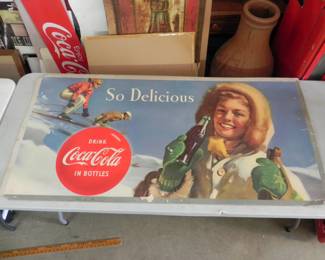 Coca-Cola
So Delicious
DRINK
Coca-Cola
IN BOTTLES